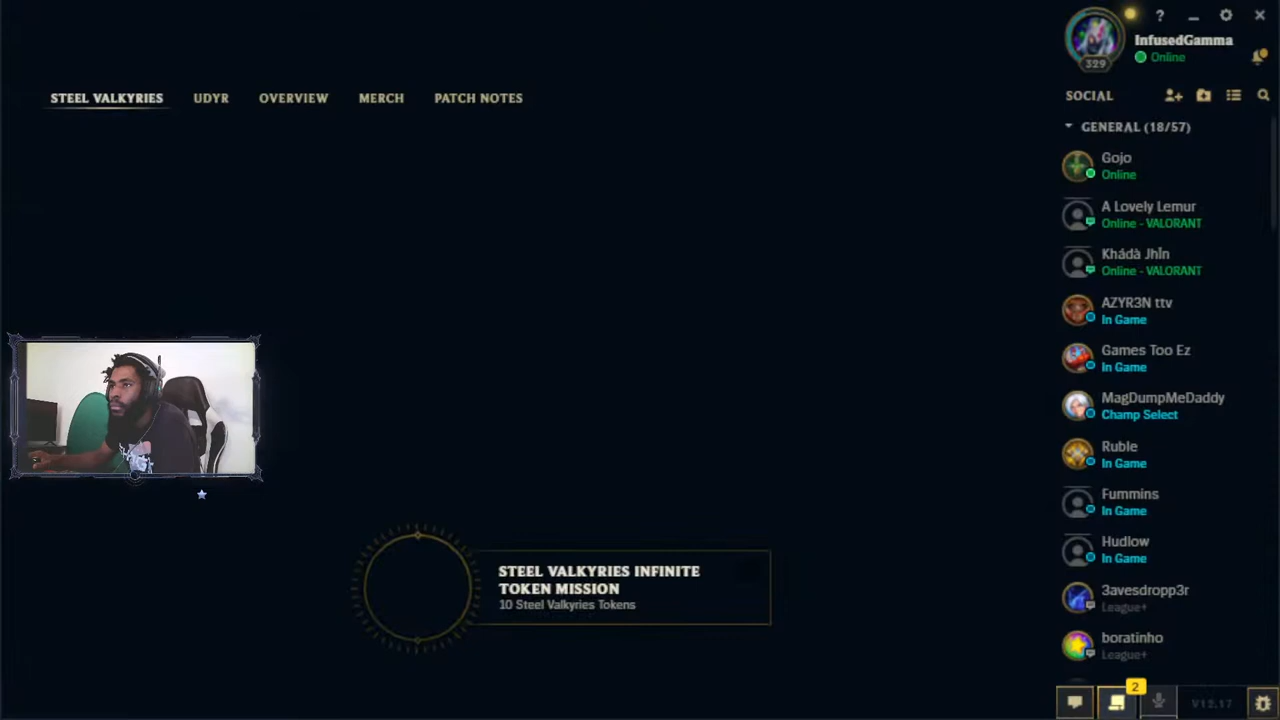 InfusedGamma
329
Online
STEEL VALKYRIES UDYR OVERVIEW MERCH PATCH NOTES
SOCIAL
GENERAL (18/57)
Gojo
Online
A Lovely Lemur
Online - VALORANT
Khádà Jhîn
Online - VALORANT
AZYR3N ttv
In Game
Games Too Ez
In Game
MagDumpMeDaddy
Champ Select
Ruble
In Game
Fummins
In Game
Hudlow
In Game
3avesdropp3r
League+
boratinho
League+
STEEL VALKYRIES INFINITE
TOKEN MISSION
10 Steel Valkyries Tokens
2
V12.17